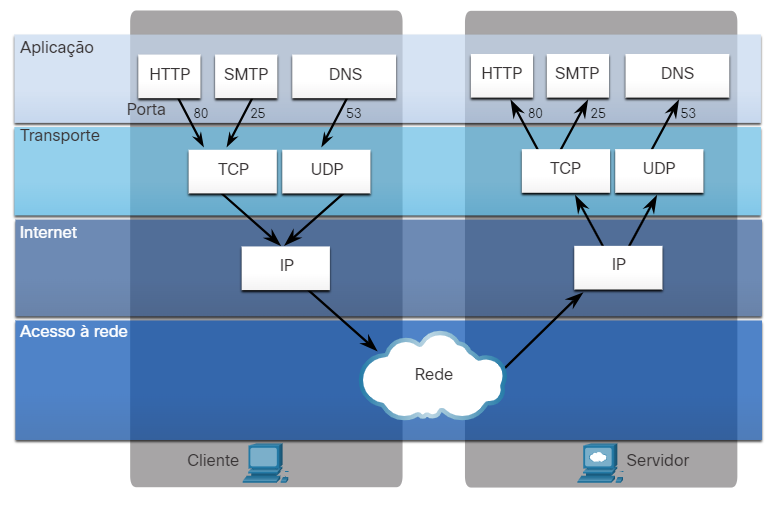 Aplicação
HTTP SMTP DNS
HTTP SMTP DNS
Porta 80 25 53
80 25 53
Transporte
TCP UDP
TCP UDP
Internet
IP
IP
Acesso à rede
Rede
Cliente
Servidor